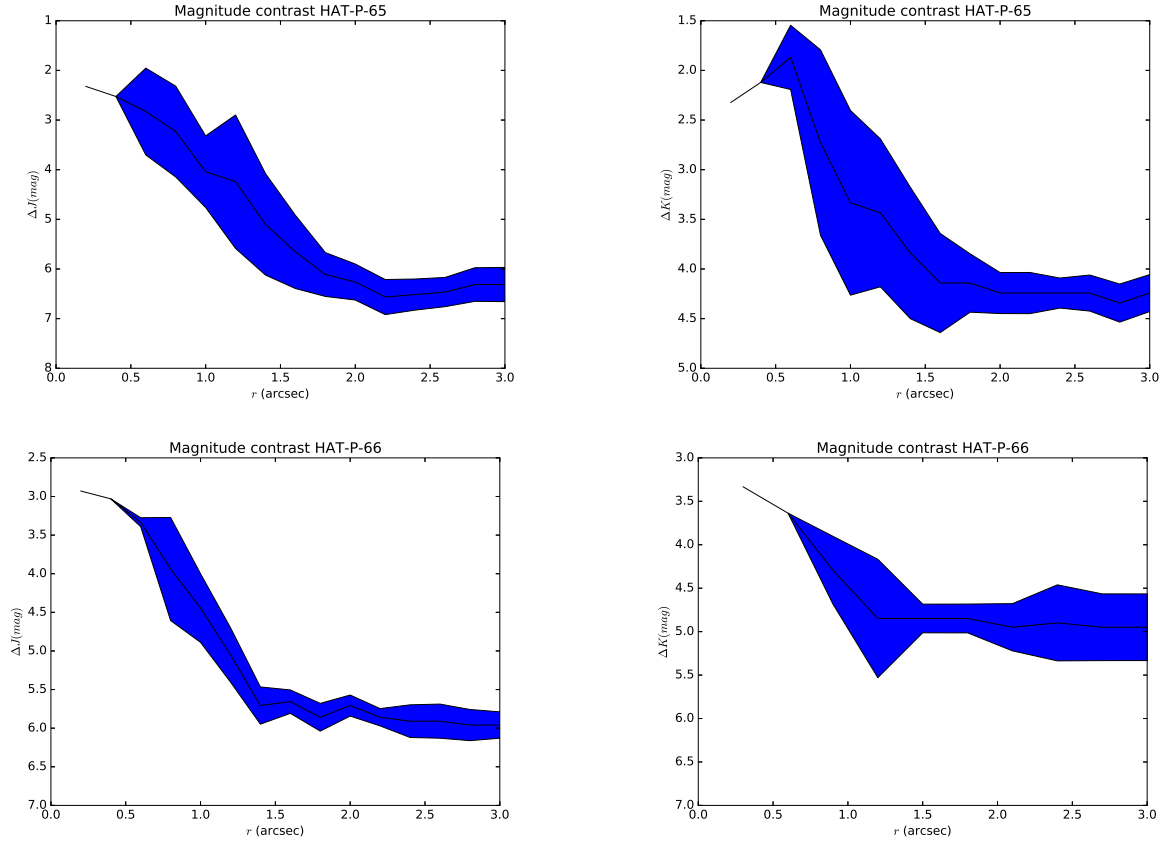 Magnitude contrast HAT-P-65
1
2
3
4
5
6
7
8
ΔJ(mag)
0.0 0.5 1.0 1.5 2.0 2.5 3.0
r (arcsec)
Magnitude contrast HAT-P-65
1.5
2.0
2.5
3.0
3.5
4.0
4.5
5.0
ΔK(mag)
0.0 0.5 1.0 1.5 2.0 2.5 3.0
r (arcsec)
Magnitude contrast HAT-P-66
2.5
3.0
3.5
4.0
4.5
5.0
5.5
6.0
6.5
7.0
ΔJ(mag)
0.0 0.5 1.0 1.5 2.0 2.5 3.0
r (arcsec)
Magnitude contrast HAT-P-66
3.0
3.5
4.0
4.5
5.0
5.5
6.0
6.5
7.0
ΔK(mag)
0.0 0.5 1.0 1.5 2.0 2.5 3.0
r (arcsec)